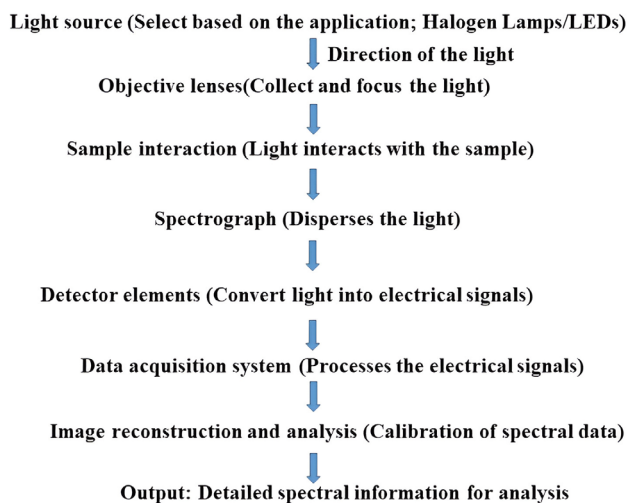 Light source (Select based on the application; Halogen Lamps/LEDs)
Direction of the light
Objective lenses(Collect and focus the light)
Sample interaction (Light interacts with the sample)
Spectrograph (Disperses the light)
Detector elements (Convert light into electrical signals)
Data acquisition system (Processes the electrical signals)
Image reconstruction and analysis (Calibration of spectral data)
Output: Detailed spectral information for analysis